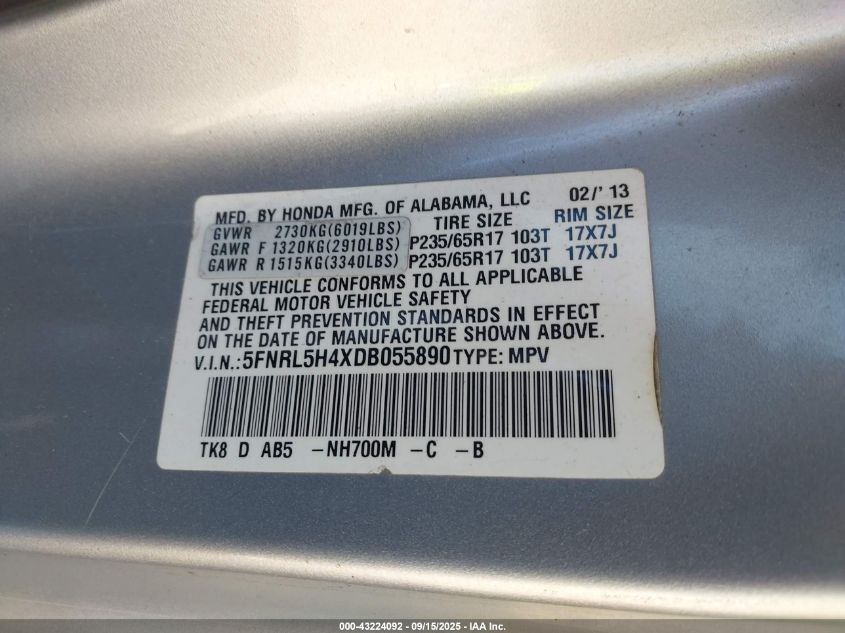 MFD. BY HONDA MFG. OF ALABAMA, LLC 02/'13
GVWR 2730KG(6019LBS) TIRE SIZE RIM SIZE
GAWR F 1320KG(2910LBS) P235/65R17 103T 17X7J
GAWR R 1515KG(3340LBS) P235/65R17 103T 17X7J
THIS VEHICLE CONFORMS TO ALL APPLICABLE
FEDERAL MOTOR VEHICLE SAFETY
AND THEFT PREVENTION STANDARDS IN EFFECT
ON THE DATE OF MANUFACTURE SHOWN ABOVE.
V.I.N.:5FNRL5H4XDB055890 TYPE: MPV
TK8 D AB5 -NH700M -C -B
000-43224092 - 09/15/2025 - IAA Inc.